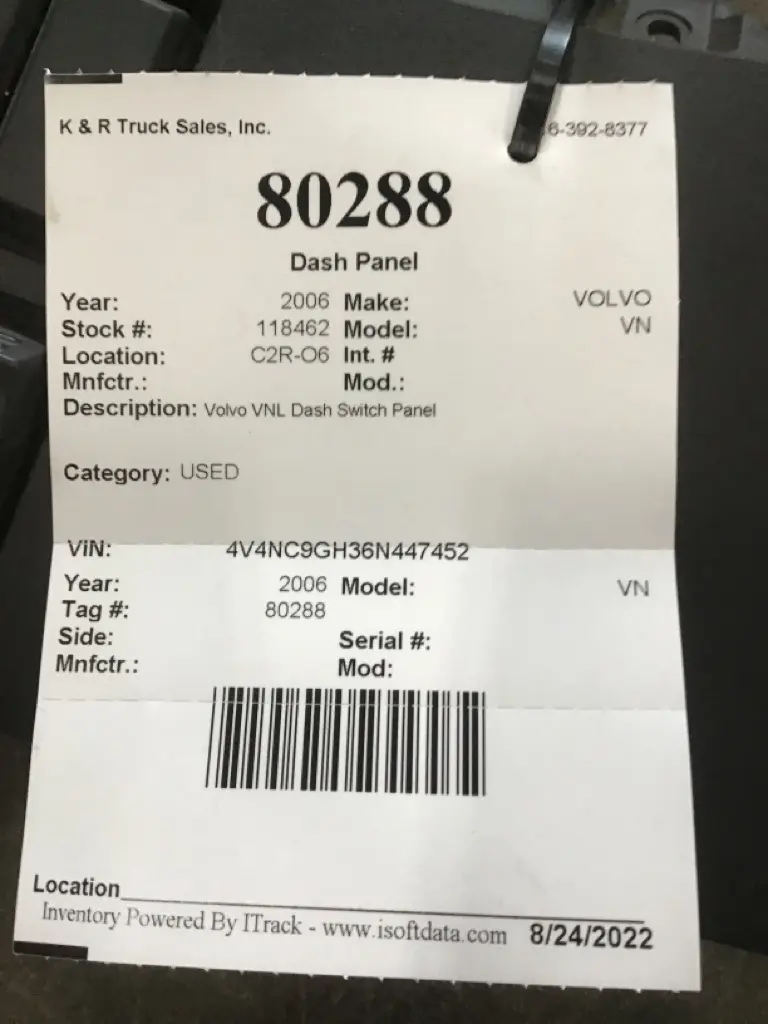 K & R Truck Sales, Inc. 6-392-8377
80288
Dash Panel
Year: 2006 Make: VOLVO
Stock #: 118462 Model: VN
Location: C2R-O6 Int. #
Mnfctr.: Mod.:
Description: Volvo VNL Dash Switch Panel
Category: USED
VIN: 4V4NC9GH36N447452
Year: 2006 Model: VN
Tag #: 80288
Side: Serial #:
Mnfctr.: Mod:
Location
Inventory Powered By ITrack - www.isoftdata.com 8/24/2022